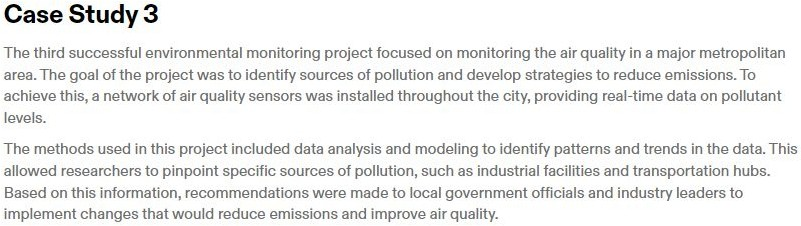 Case Study 3
The third successful environmental monitoring project focused on monitoring the air quality in a major metropolitan
area. The goal of the project was to identify sources of pollution and develop strategies to reduce emissions. To
achieve this, a network of air quality sensors was installed throughout the city, providing real-time data on pollutant
levels.
The methods used in this project included data analysis and modeling to identify patterns and trends in the data. This
allowed researchers to pinpoint specific sources of pollution, such as industrial facilities and transportation hubs.
Based on this information, recommendations were made to local government officials and industry leaders to
implement changes that would reduce emissions and improve air quality.